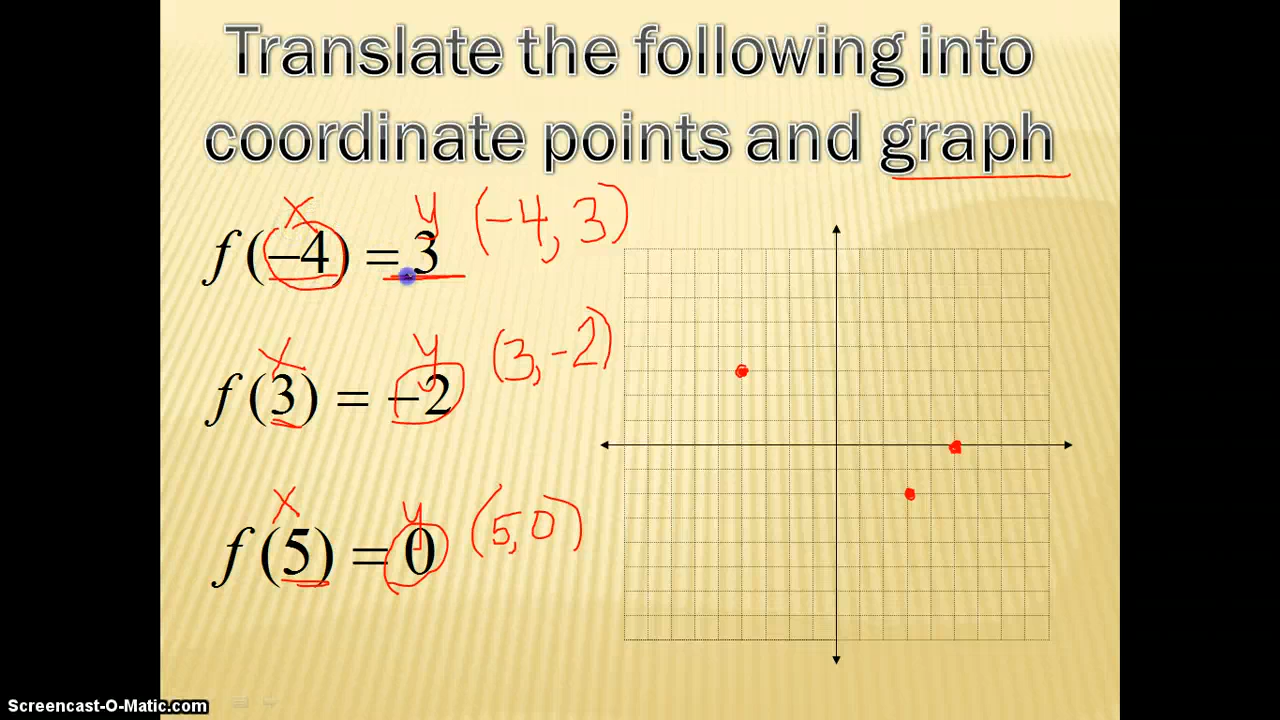 Translate the following into
coordinate points and graph
x y
f(−4) = 3 (-4, 3)
x y
f(3) = −2 (3, -2)
x y
f(5) = 0 (5, 0)
Screencast-O-Matic.com